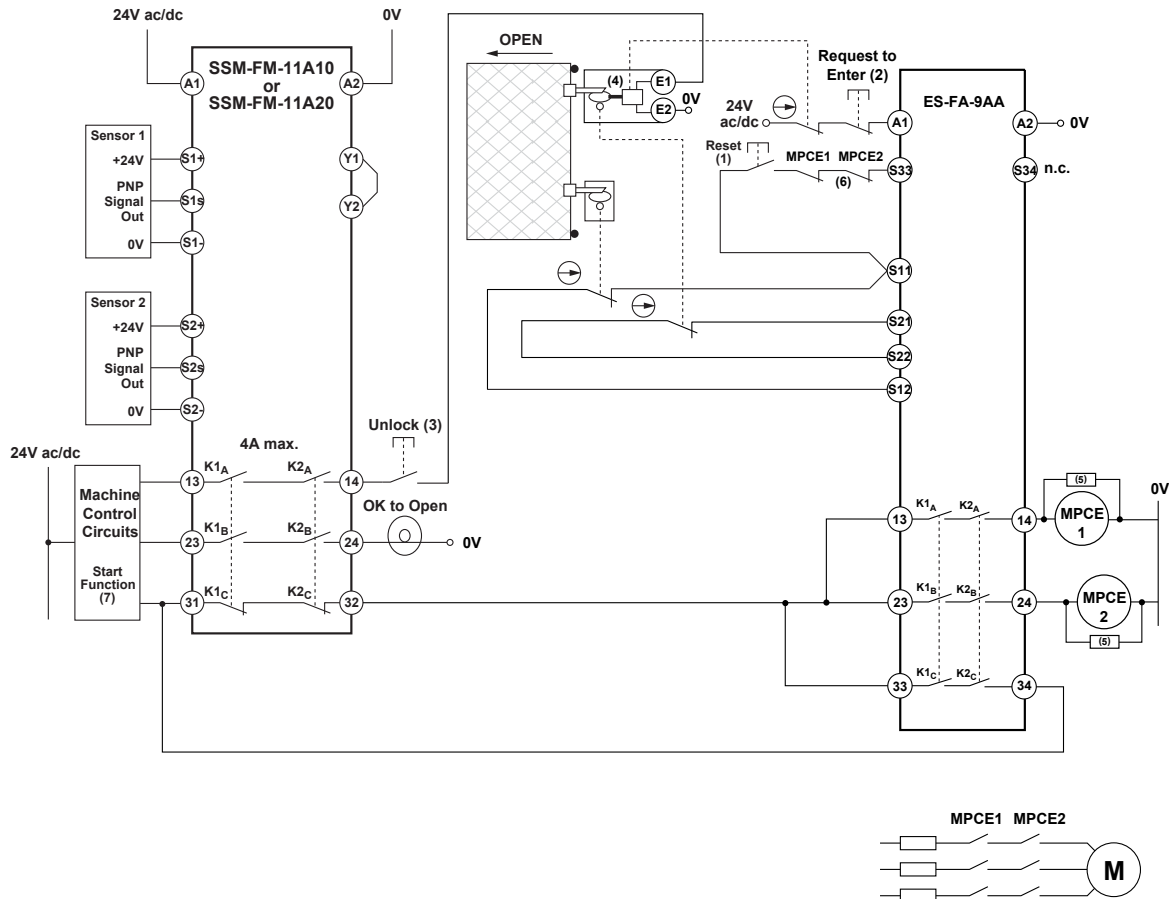 24V ac/dc
0V
SSM-FM-11A10
or
SSM-FM-11A20
A1
A2
Sensor 1
+24V
PNP
Signal
Out
0V
S1+
S1s
S1-
Y1
Y2
Sensor 2
+24V
PNP
Signal
Out
0V
S2+
S2s
S2-
24V ac/dc
Machine
Control
Circuits
Start
Function
(7)
4A max.
13
K1A
K2A
14
23
K1B
K2B
24
31
K1C
K2C
32
Unlock (3)
OK to Open
0V
OPEN
(4)
E1
E2
0V
Request to
Enter (2)
24V
ac/dc
Reset
(1)
MPCE1
MPCE2
(6)
ES-FA-9AA
A1
A2
0V
S33
S34
n.c.
S11
S21
S22
S12
13
K1A
K2A
14
23
K1B
K2B
24
33
K1C
K2C
34
(5)
MPCE
1
0V
MPCE
2
(5)
MPCE1
MPCE2
M